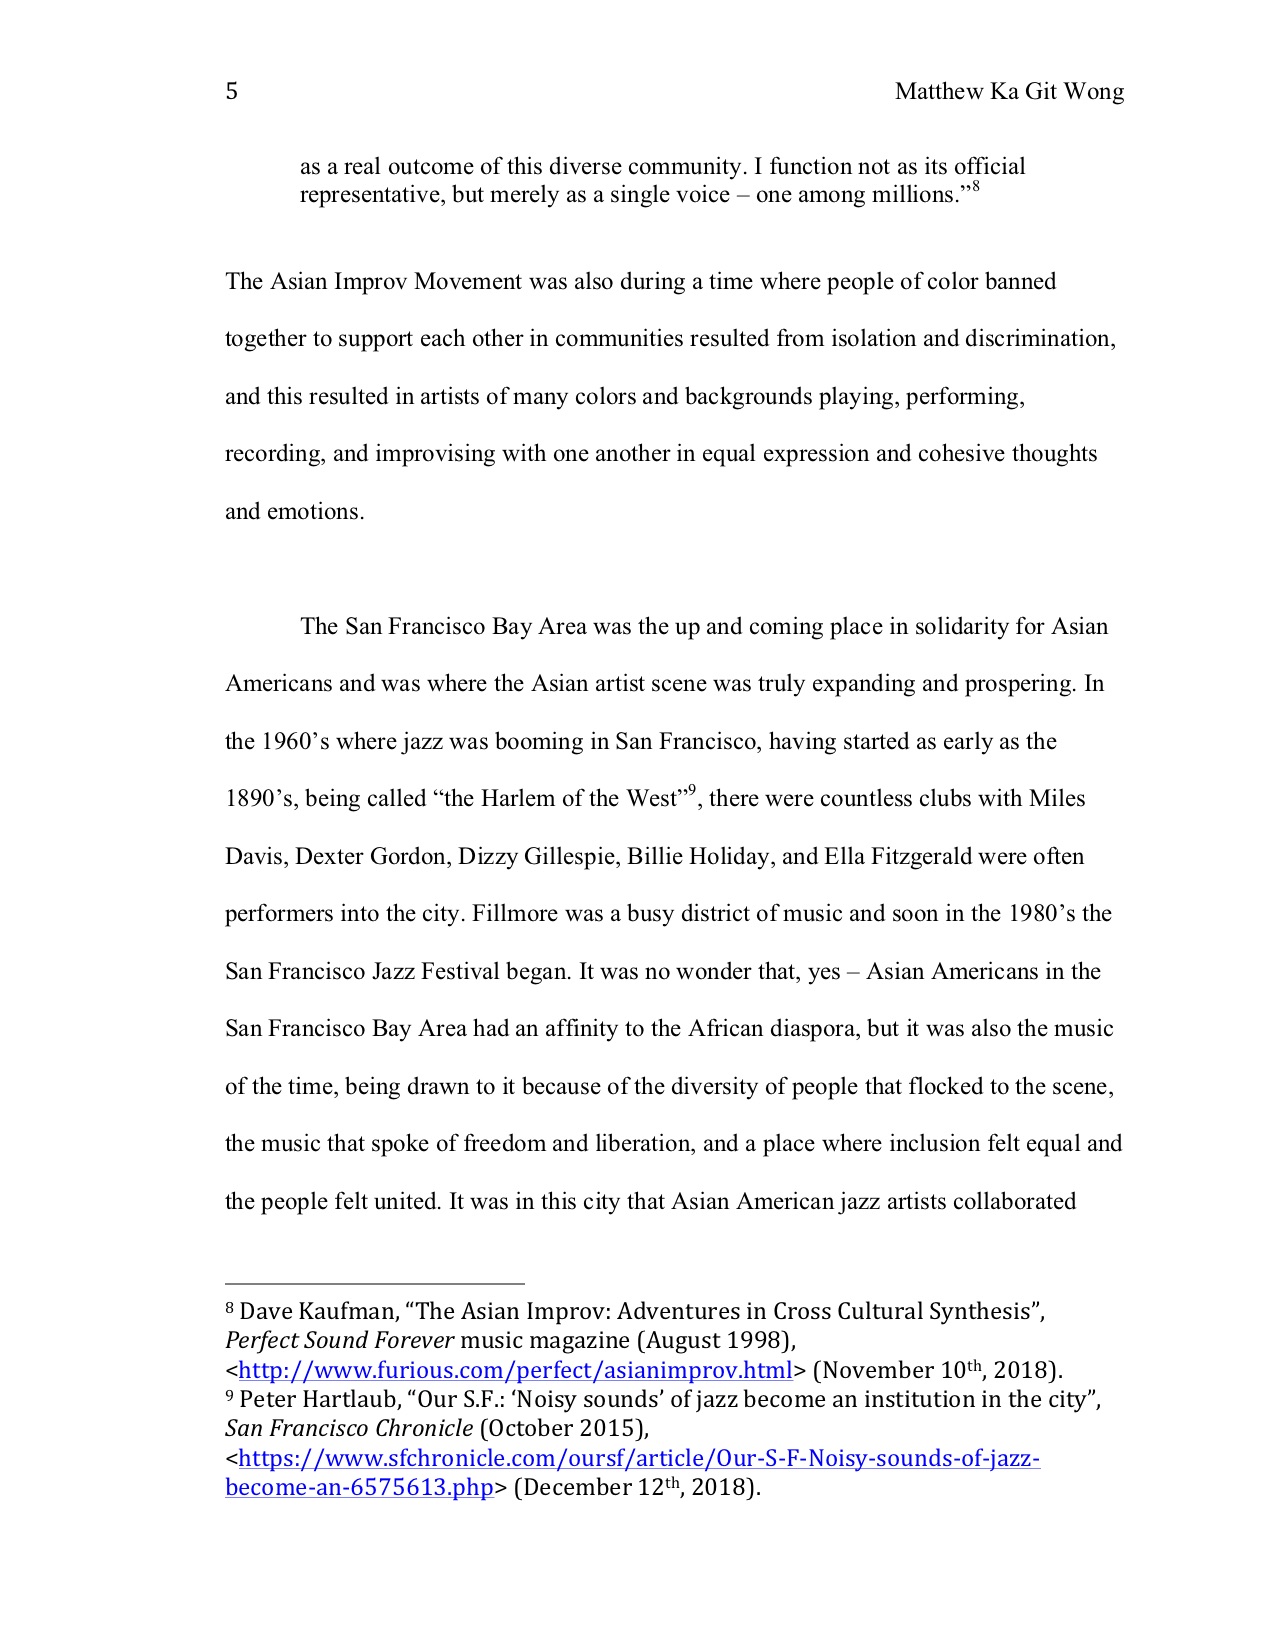 5 Matthew Ka Git Wong
as a real outcome of this diverse community. I function not as its official
representative, but merely as a single voice – one among millions.”8
The Asian Improv Movement was also during a time where people of color banned
together to support each other in communities resulted from isolation and discrimination,
and this resulted in artists of many colors and backgrounds playing, performing,
recording, and improvising with one another in equal expression and cohesive thoughts
and emotions.
The San Francisco Bay Area was the up and coming place in solidarity for Asian
Americans and was where the Asian artist scene was truly expanding and prospering. In
the 1960’s where jazz was booming in San Francisco, having started as early as the
1890’s, being called “the Harlem of the West”9, there were countless clubs with Miles
Davis, Dexter Gordon, Dizzy Gillespie, Billie Holiday, and Ella Fitzgerald were often
performers into the city. Fillmore was a busy district of music and soon in the 1980’s the
San Francisco Jazz Festival began. It was no wonder that, yes – Asian Americans in the
San Francisco Bay Area had an affinity to the African diaspora, but it was also the music
of the time, being drawn to it because of the diversity of people that flocked to the scene,
the music that spoke of freedom and liberation, and a place where inclusion felt equal and
the people felt united. It was in this city that Asian American jazz artists collaborated
8 Dave Kaufman, “The Asian Improv: Adventures in Cross Cultural Synthesis”,
Perfect Sound Forever music magazine (August 1998),
<http://www.furious.com/perfect/asianimprov.html> (November 10th, 2018).
9 Peter Hartlaub, “Our S.F.: ‘Noisy sounds’ of jazz become an institution in the city”,
San Francisco Chronicle (October 2015),
<https://www.sfchronicle.com/oursf/article/Our-S-F-Noisy-sounds-of-jazz-
become-an-6575613.php> (December 12th, 2018).